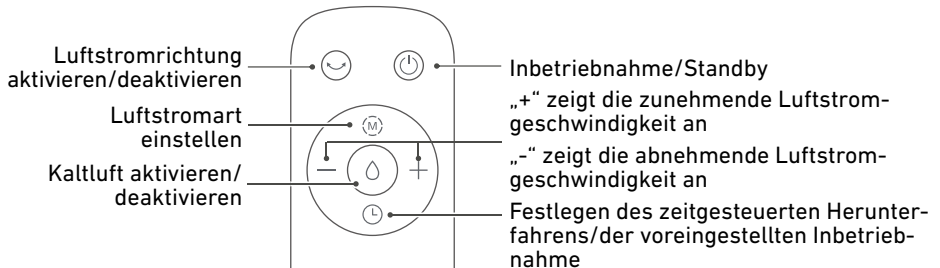 Luftstromrichtung
aktivieren/deaktivieren
Luftstromart
einstellen
Kaltluft aktivieren/
deaktivieren
M
Inbetriebnahme/Standby
„+“ zeigt die zunehmende Luftstrom-
geschwindigkeit an
„-“ zeigt die abnehmende Luftstrom-
geschwindigkeit an
Festlegen des zeitgesteuerten Herunter-
fahrens/der voreingestellten Inbetrieb-
nahme